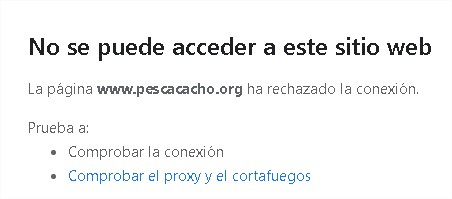 No se puede acceder a este sitio web
La página www.pescacacho.org ha rechazado la conexión.
Prueba a:
• Comprobar la conexión
• Comprobar el proxy y el cortafuegos